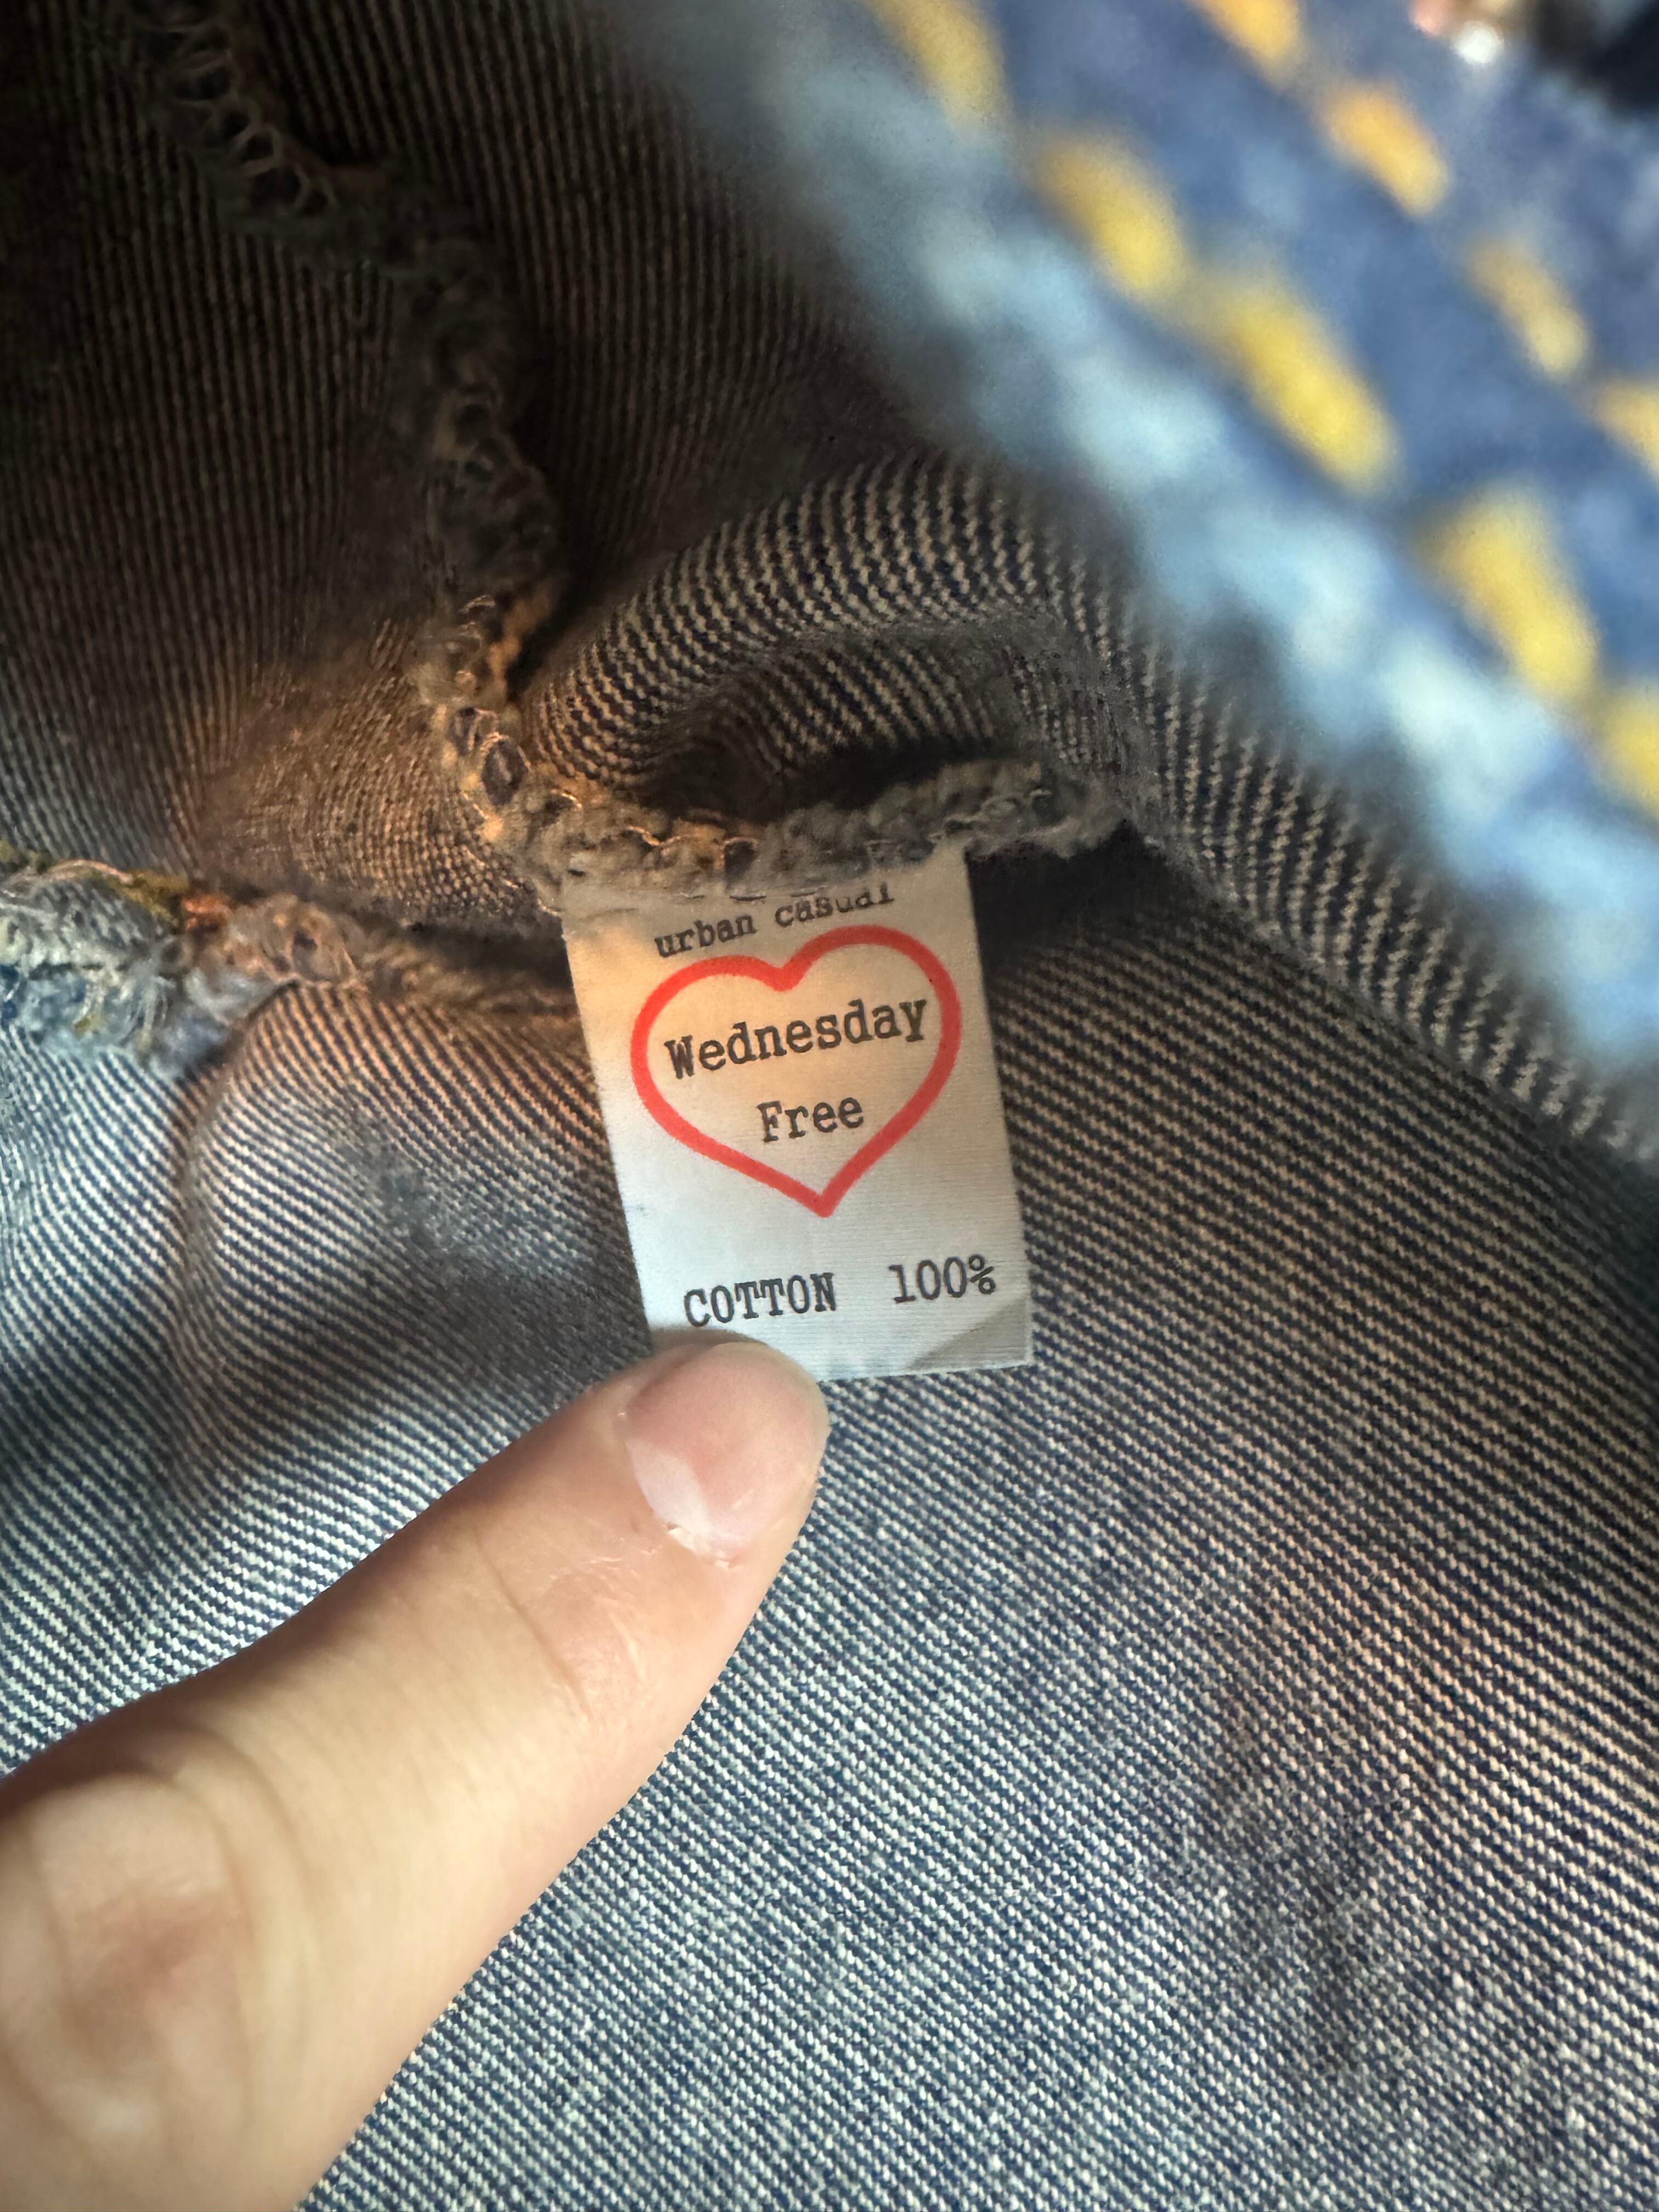 urban casual
Wednesday
Free
COTTON 100%